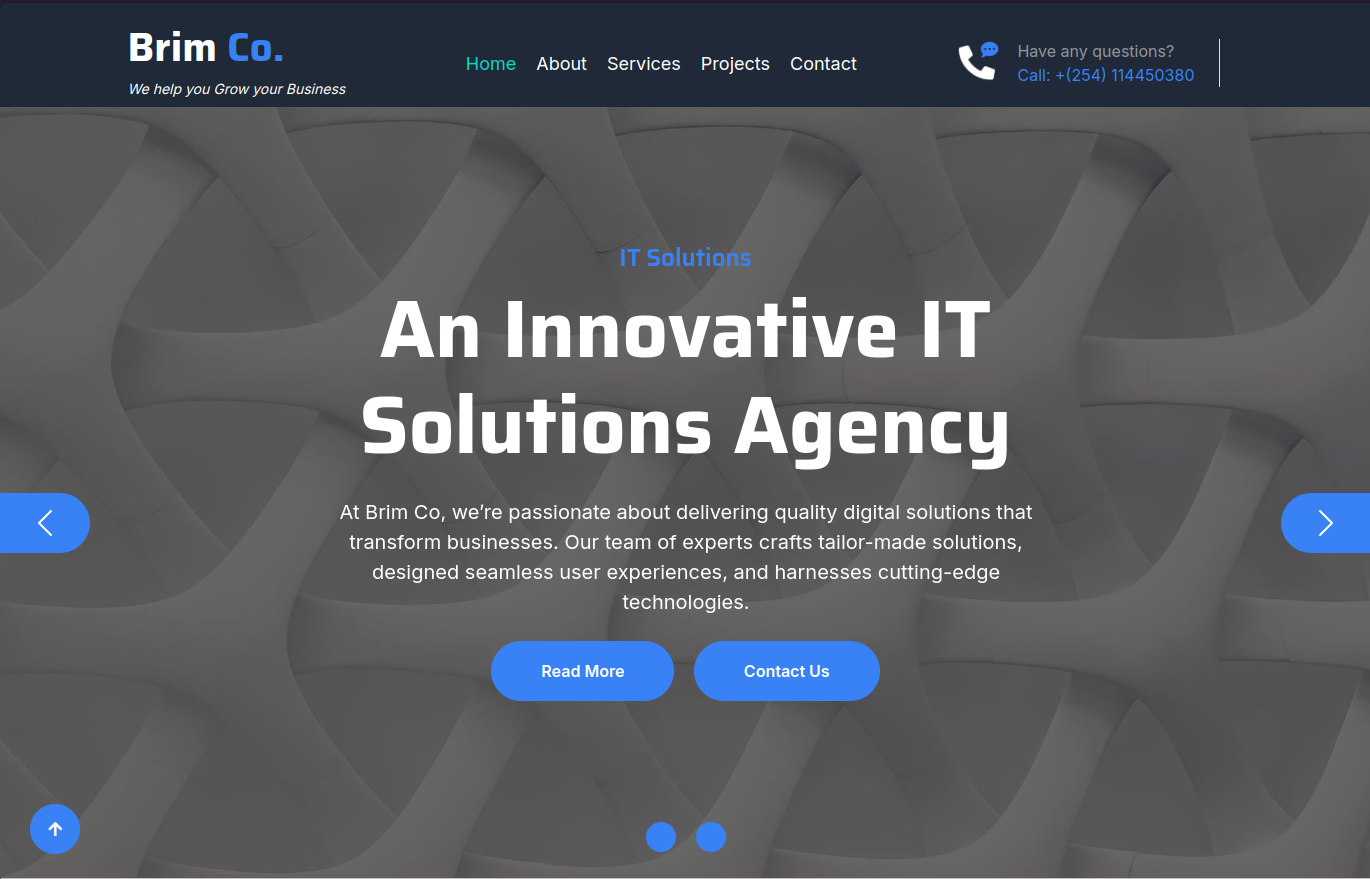 Brim Co.
We help you Grow your Business
Home About Services Projects Contact
Have any questions?
Call: +(254) 114450380
IT Solutions
An Innovative IT
Solutions Agency
At Brim Co, we’re passionate about delivering quality digital solutions that
transform businesses. Our team of experts crafts tailor-made solutions,
designed seamless user experiences, and harnesses cutting-edge
technologies.
Read More Contact Us